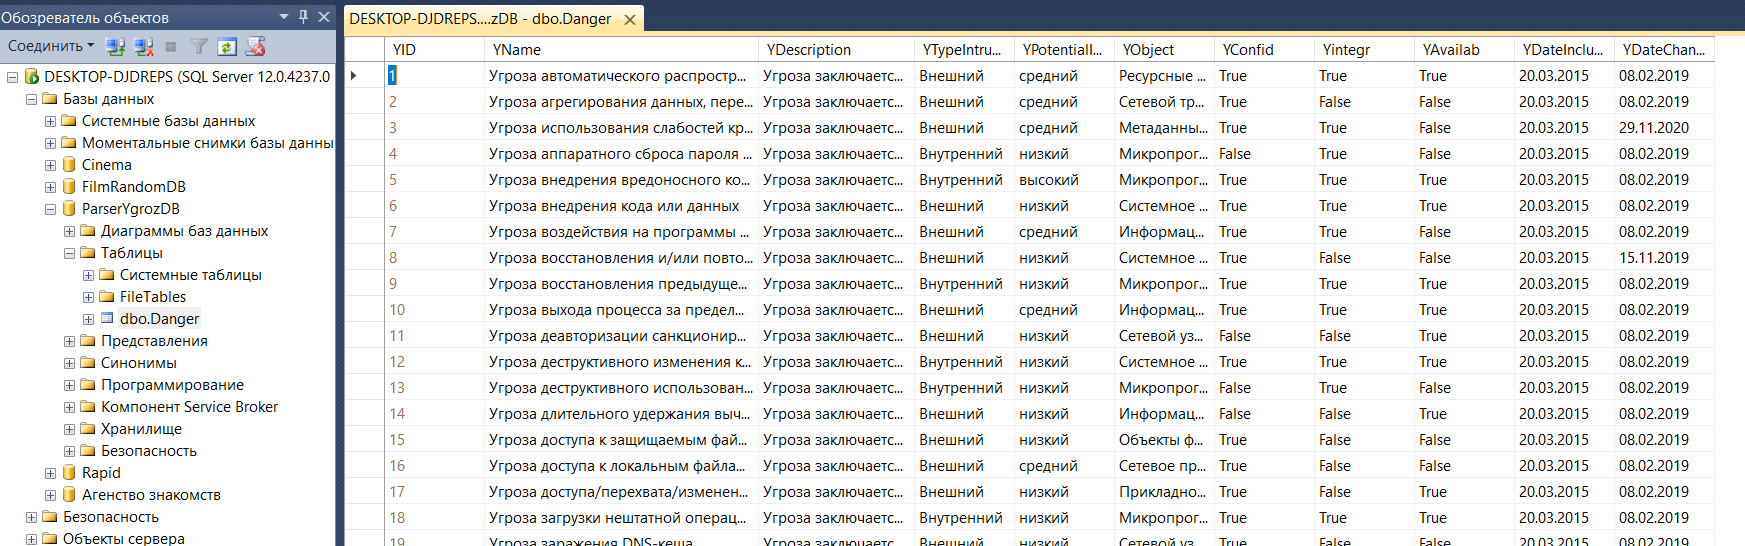 Обозреватель объектов
Соединить
DESKTOP-DJDREPS (SQL Server 12.0.4237.0
Базы данных
Системные базы данных
Моментальные снимки базы данны
Cinema
FilmRandomDB
ParserYgrozDB
Диаграммы баз данных
Таблицы
Системные таблицы
FileTables
dbo.Danger
Представления
Синонимы
Программирование
Компонент Service Broker
Хранилище
Безопасность
Rapid
Агенство знакомств
Безопасность
Объекты сервера
DESKTOP-DJDREPS....zDB - dbo.Danger
YID YName YDescription YTypeIntru... YPotentiall... YObject YConfid Yintegr YAvailab YDateInclu... YDateChan...
1 Угроза автоматического распростр... Угроза заключаетс... Внешний средний Ресурсные ... True True True 20.03.2015 08.02.2019
2 Угроза агрегирования данных, пере... Угроза заключаетс... Внешний средний Сетевой тр... True False False 20.03.2015 08.02.2019
3 Угроза использования слабостей кр... Угроза заключаетс... Внешний средний Метаданны... True True False 20.03.2015 29.11.2020
4 Угроза аппаратного сброса пароля ... Угроза заключаетс... Внутренний низкий Микропрог... False True False 20.03.2015 08.02.2019
5 Угроза внедрения вредоносного ко... Угроза заключаетс... Внутренний высокий Микропрог... True True True 20.03.2015 08.02.2019
6 Угроза внедрения кода или данных Угроза заключаетс... Внешний низкий Системное ... True True True 20.03.2015 08.02.2019
7 Угроза воздействия на программы ... Угроза заключаетс... Внешний средний Информац... True True False 20.03.2015 08.02.2019
8 Угроза восстановления и/или повто... Угроза заключаетс... Внешний низкий Системное ... True False False 20.03.2015 15.11.2019
9 Угроза восстановления предыдуще... Угроза заключаетс... Внутренний низкий Микропрог... True True True 20.03.2015 08.02.2019
10 Угроза выхода процесса за предел... Угроза заключаетс... Внешний средний Информац... True True True 20.03.2015 08.02.2019
11 Угроза деавторизации санкционир... Угроза заключаетс... Внешний низкий Сетевой уз... False False True 20.03.2015 08.02.2019
12 Угроза деструктивного изменения к... Угроза заключаетс... Внутренний низкий Системное ... True True True 20.03.2015 08.02.2019
13 Угроза деструктивного использован... Угроза заключаетс... Внутренний низкий Микропрог... False True False 20.03.2015 08.02.2019
14 Угроза длительного удержания выч... Угроза заключаетс... Внешний низкий Информац... False False True 20.03.2015 08.02.2019
15 Угроза доступа к защищаемым фай... Угроза заключаетс... Внешний низкий Объекты ф... True False False 20.03.2015 08.02.2019
16 Угроза доступа к локальным файла... Угроза заключаетс... Внешний средний Сетевое пр... True False False 20.03.2015 08.02.2019
17 Угроза доступа/перехвата/изменен... Угроза заключаетс... Внешний низкий Прикладно... True False True 20.03.2015 08.02.2019
18 Угроза загрузки нештатной операц... Угроза заключаетс... Внутренний низкий Микропрог... True True True 20.03.2015 08.02.2019
19 Угроза заражения DNS-кеша Угроза заключаетс... Внешний низкий Сетевой уз... True False False 20.03.2015 08.02.2019